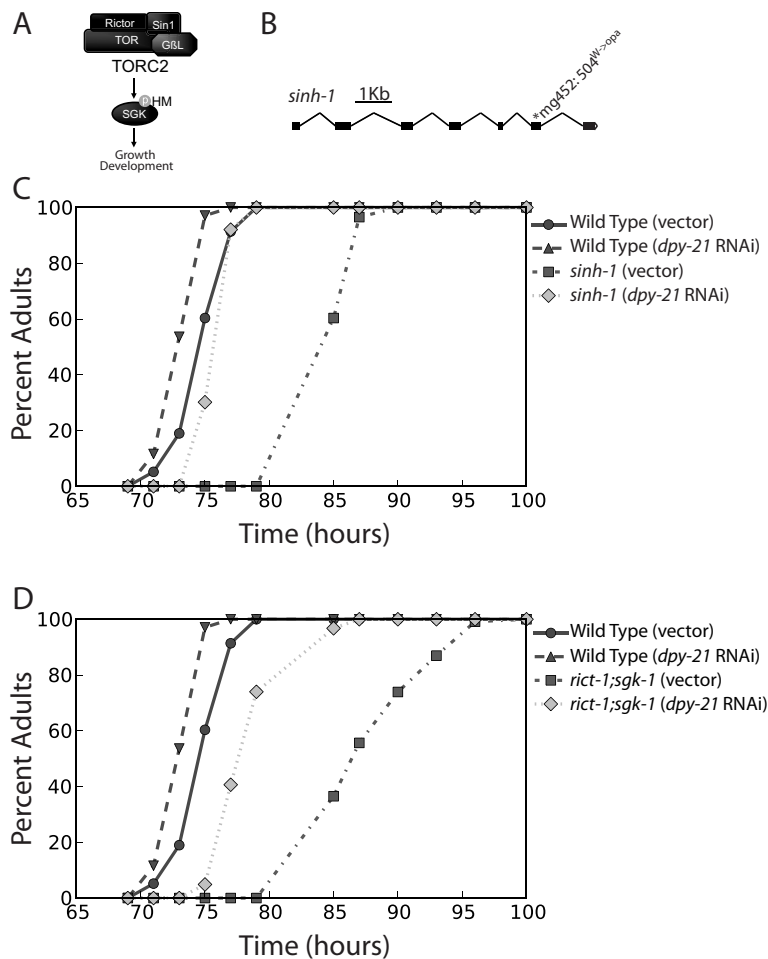 A
Rictor
Sin1
TOR
GßL
TORC2
P
HM
SGK
Growth
Development
B
sinh-1
1Kb
*mg452: 504 W->opa
C
Percent Adults
100
80
60
40
20
0
65 70 75 80 85 90 95 100
Time (hours)
Wild Type (vector)
Wild Type (dpy-21 RNAi)
sinh-1 (vector)
sinh-1 (dpy-21 RNAi)
D
Percent Adults
100
80
60
40
20
0
65 70 75 80 85 90 95 100
Time (hours)
Wild Type (vector)
Wild Type (dpy-21 RNAi)
rict-1;sgk-1 (vector)
rict-1;sgk-1 (dpy-21 RNAi)